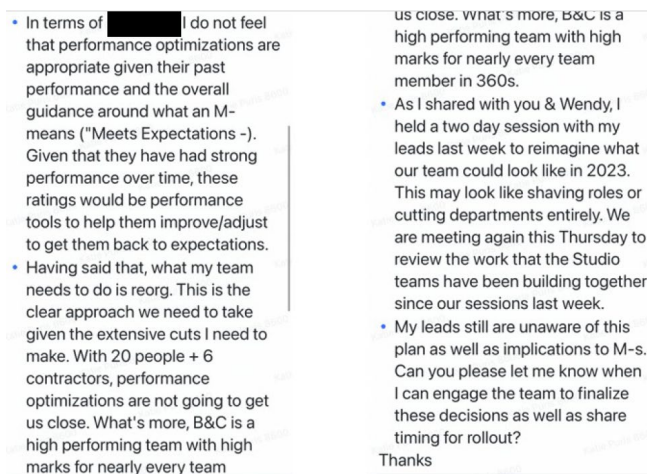 • In terms of I do not feel
that performance optimizations are
appropriate given their past
performance and the overall
guidance around what an M-
means ("Meets Expectations -).
Given that they have had strong
performance over time, these
ratings would be performance
tools to help them improve/adjust
to get them back to expectations.
• Having said that, what my team
needs to do is reorg. This is the
clear approach we need to take
given the extensive cuts I need to
make. With 20 people + 6
contractors, performance
optimizations are not going to get
us close. What's more, B&C is a
high performing team with high
marks for nearly every team
us close. What's more, B&C is a
high performing team with high
marks for nearly every team
member in 360s.
• As I shared with you & Wendy, I
held a two day session with my
leads last week to reimagine what
our team could look like in 2023.
This may look like shaving roles or
cutting departments entirely. We
are meeting again this Thursday to
review the work that the Studio
teams have been building together
since our sessions last week.
• My leads still are unaware of this
plan as well as implications to M-s.
Can you please let me know when
I can engage the team to finalize
these decisions as well as share
timing for rollout?
Thanks